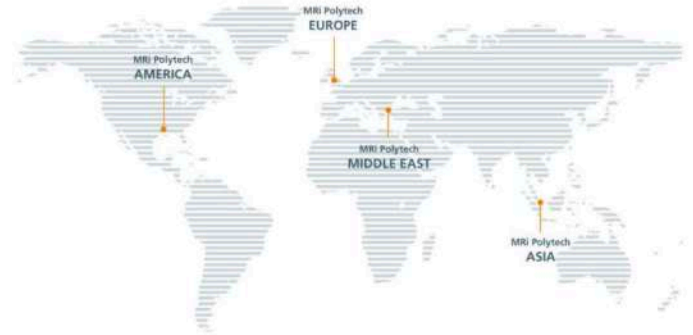 MRi Polytech
EUROPE
MRi Polytech
AMERICA
MRi Polytech
MIDDLE EAST
MRi Polytech
ASIA